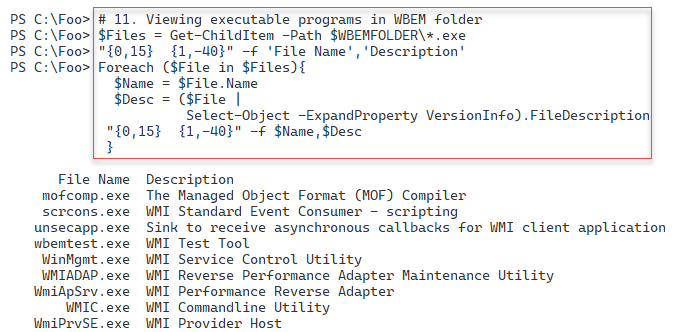 PS C:\Foo> # 11. Viewing executable programs in WBEM folder
PS C:\Foo> $Files = Get-ChildItem -Path $WBEMFOLDER\*.exe
PS C:\Foo> "{0,15}  {1,-40}" -f 'File Name','Description'
PS C:\Foo> Foreach ($File in $Files){
             $Name = $File.Name
             $Desc = ($File |
                      Select-Object -ExpandProperty VersionInfo).FileDescription
            "{0,15}  {1,-40}" -f $Name,$Desc
            }
      File Name  Description
    mofcomp.exe  The Managed Object Format (MOF) Compiler
    scrcons.exe  WMI Standard Event Consumer - scripting
   unsecapp.exe  Sink to receive asynchronous callbacks for WMI client application
   wbemtest.exe  WMI Test Tool
    WinMgmt.exe  WMI Service Control Utility
    WMIADAP.exe  WMI Reverse Performance Adapter Maintenance Utility
   WmiApSrv.exe  WMI Performance Reverse Adapter
       WMIC.exe  WMI Commandline Utility
   WmiPrvSE.exe  WMI Provider Host